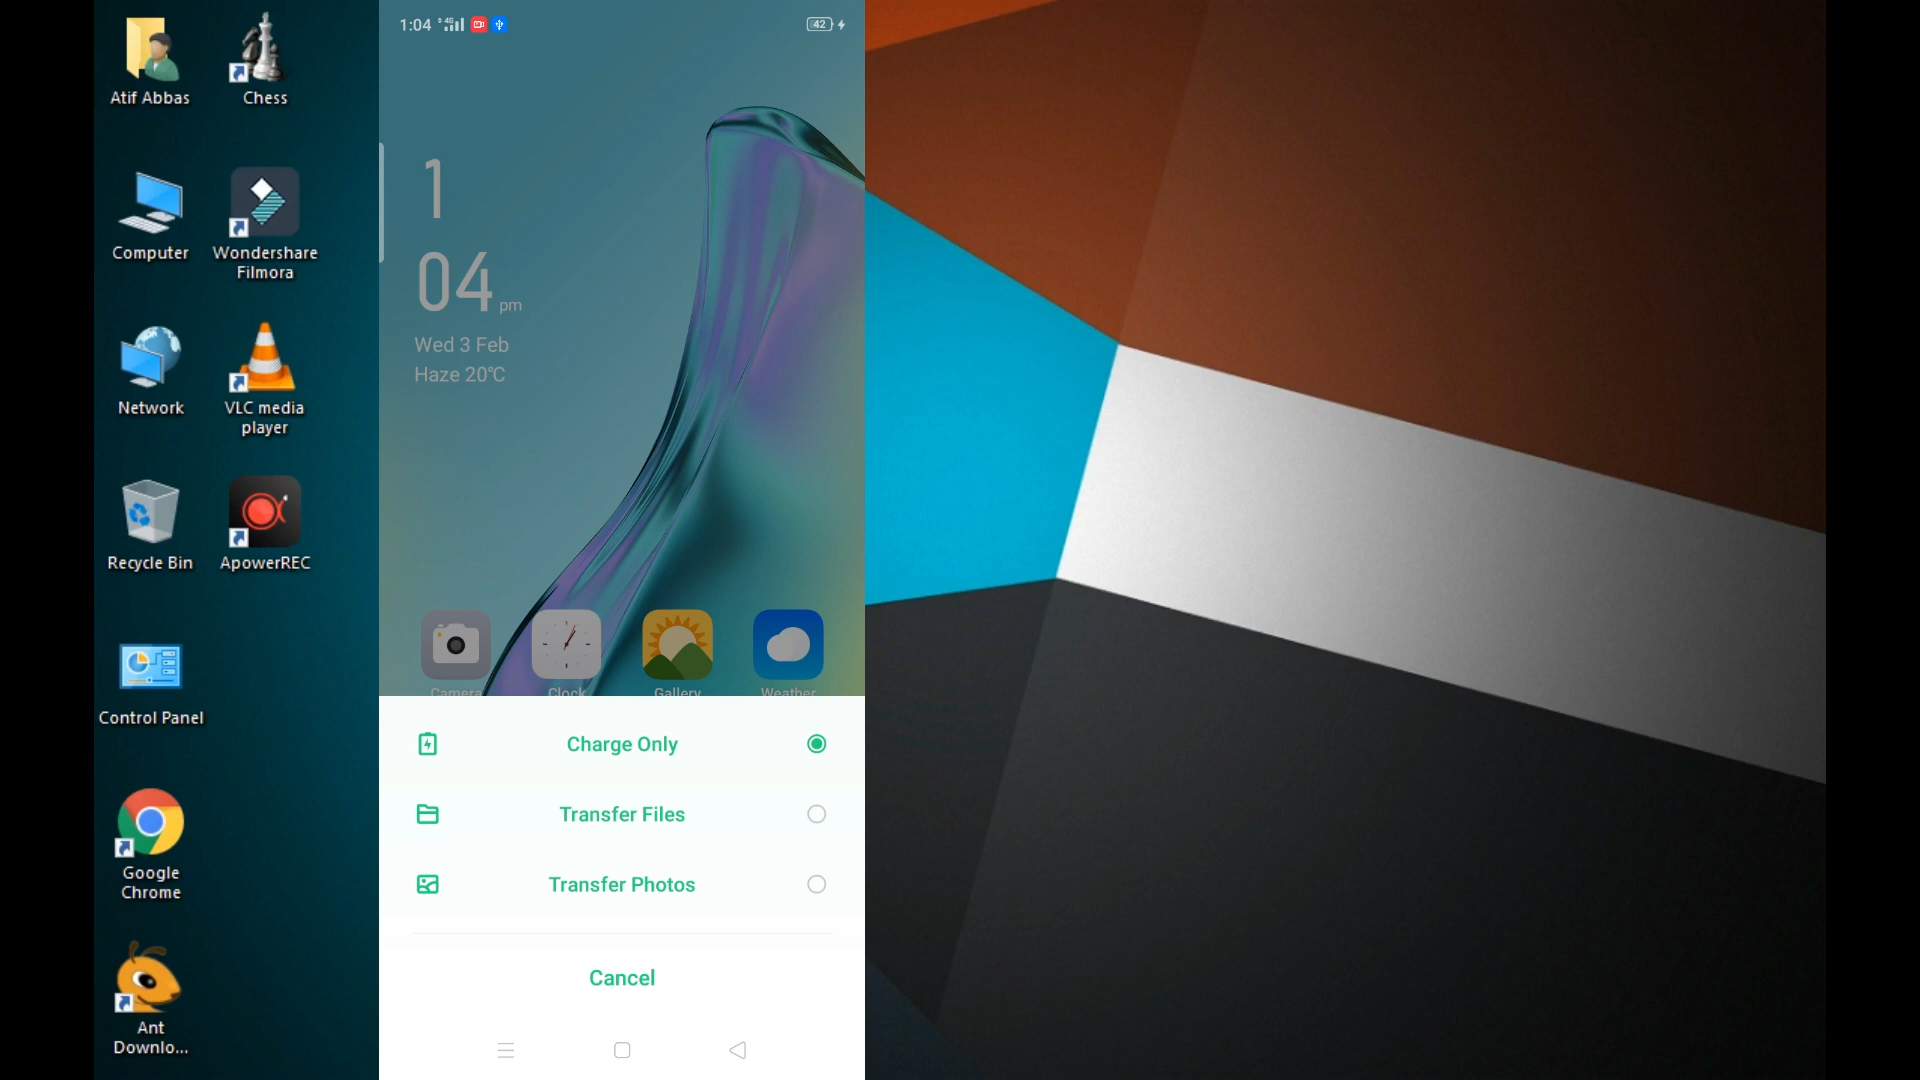 Atif Abbas
Chess
Computer
Wondershare
Filmora
Network
VLC media
player
Recycle Bin
ApowerREC
Control Panel
Google
Chrome
Ant
Downlo...
1:04
4G
42
1
04
pm
Wed 3 Feb
Haze 20℃
Camera
Clock
Gallery
Weather
Charge Only
Transfer Files
Transfer Photos
Cancel